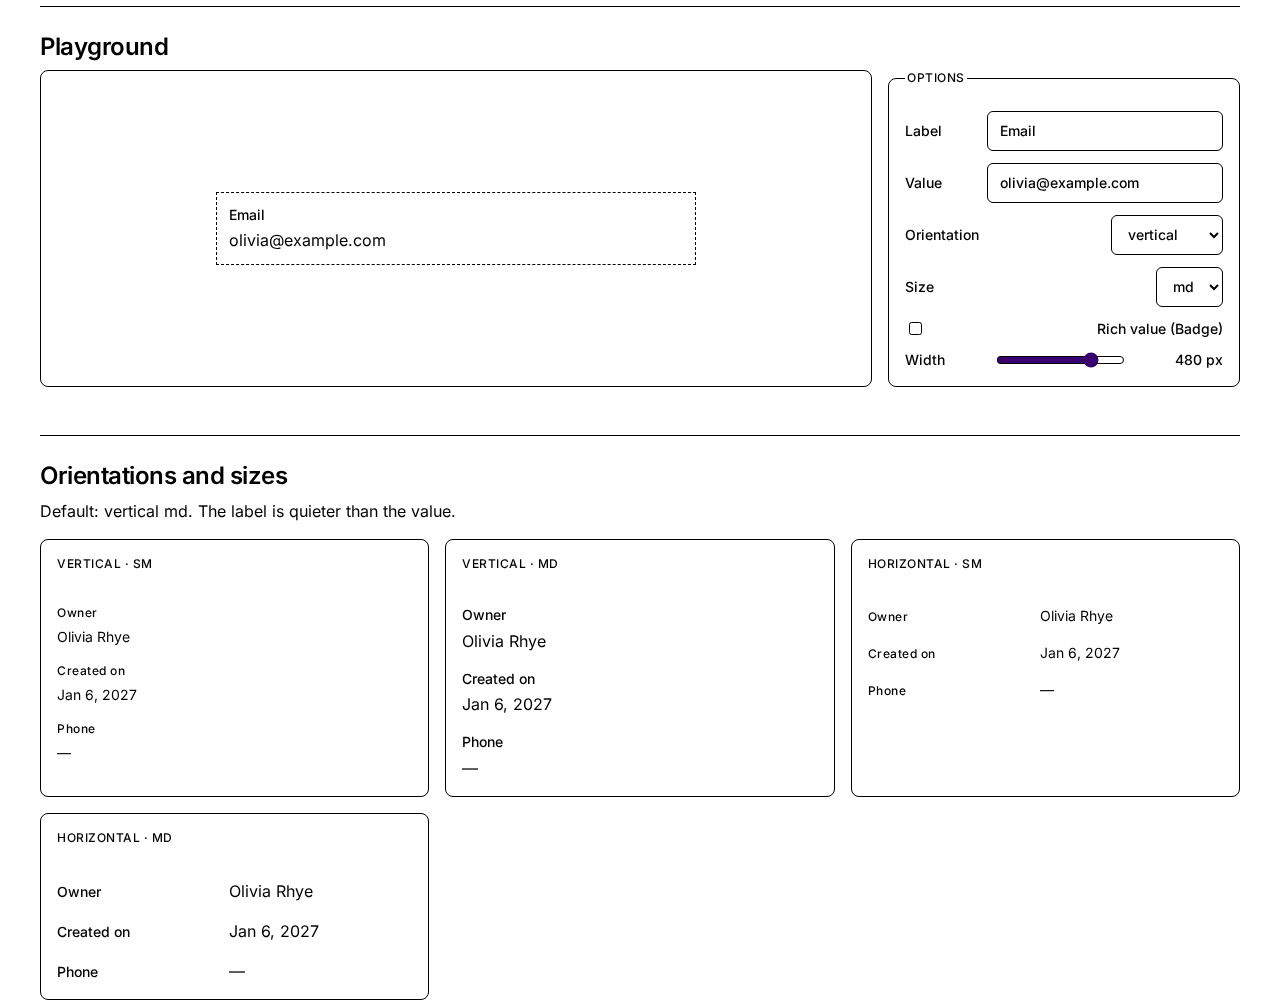 Playground
OPTIONS
Label Email
Value olivia@example.com
Orientation vertical
Size md
Rich value (Badge)
Width 480 px
Email
olivia@example.com
Orientations and sizes
Default: vertical md. The label is quieter than the value.
VERTICAL · SM
Owner
Olivia Rhye
Created on
Jan 6, 2027
Phone
—
VERTICAL · MD
Owner
Olivia Rhye
Created on
Jan 6, 2027
Phone
—
HORIZONTAL · SM
Owner Olivia Rhye
Created on Jan 6, 2027
Phone —
HORIZONTAL · MD
Owner Olivia Rhye
Created on Jan 6, 2027
Phone —